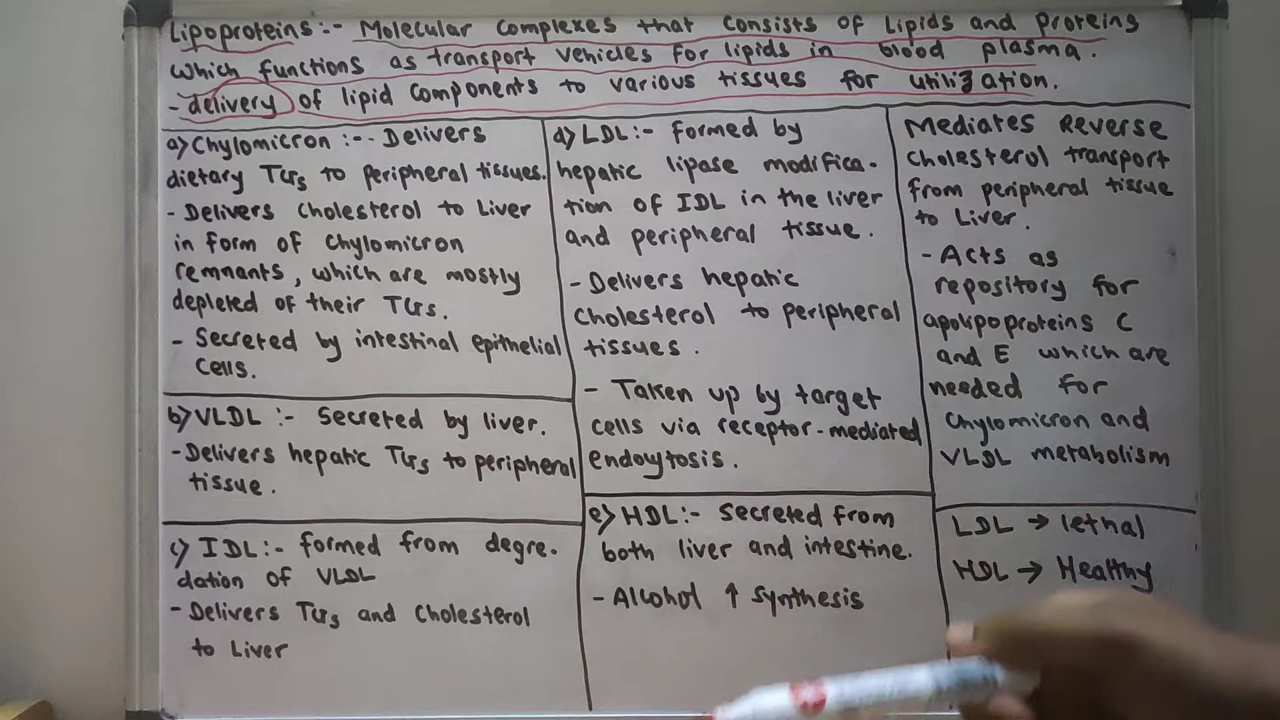 Lipoproteins:- Molecular complexes that consists of Lipids and proteins
which functions as transport vehicles for lipids in blood plasma.
- delivery of lipid components to various tissues for utilization.
a) Chylomicron :-- Delivers
dietary TGs to peripheral tissues.
- Delivers cholesterol to Liver
in form of chylomicron
remnants, which are mostly
depleted of their TGs.
- Secreted by intestinal epithelial
cells.
b) VLDL :- Secreted by liver.
- Delivers hepatic TGs to peripheral
tissue.
c) IDL:- formed from degre-
dation of VLDL
- Delivers TGs and cholesterol
to Liver
d) LDL:- formed by
hepatic lipase modifica-
tion of IDL in the liver
and peripheral tissue.
- Delivers hepatic
cholesterol to peripheral
tissues.
- Taken up by target
cells via receptor-mediated
endoytosis.
e) HDL:- Secreted from
both liver and intestine.
- Alcohol ↑ synthesis
Mediates Reverse
cholesterol transport
from peripheral tissue
to Liver.
- Acts as
repository for
apolipoproteins C
and E which are
needed for
chylomicron and
VLDL metabolism
LDL → lethal
HDL → Healthy